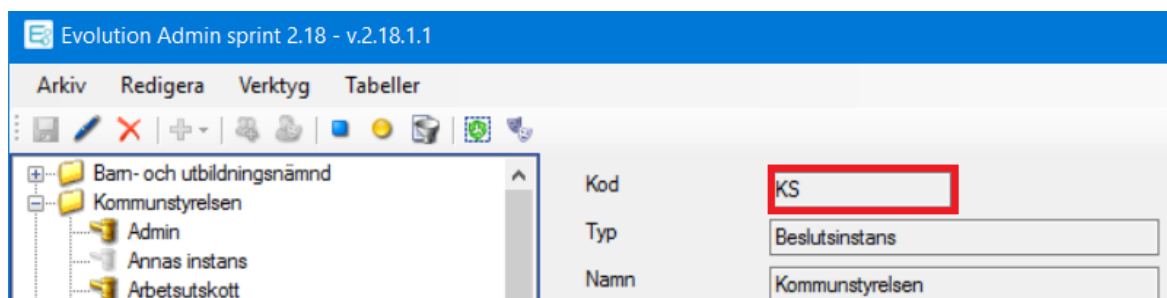 Evolution Admin sprint 2.18 - v.2.18.1.1
Arkiv Redigera Verktyg Tabeller
Barn- och utbildningsnämnd
Kommunstyrelsen
Admin
Annas instans
Arbetsutskott
Kod KS
Typ Beslutsinstans
Namn Kommunstyrelsen